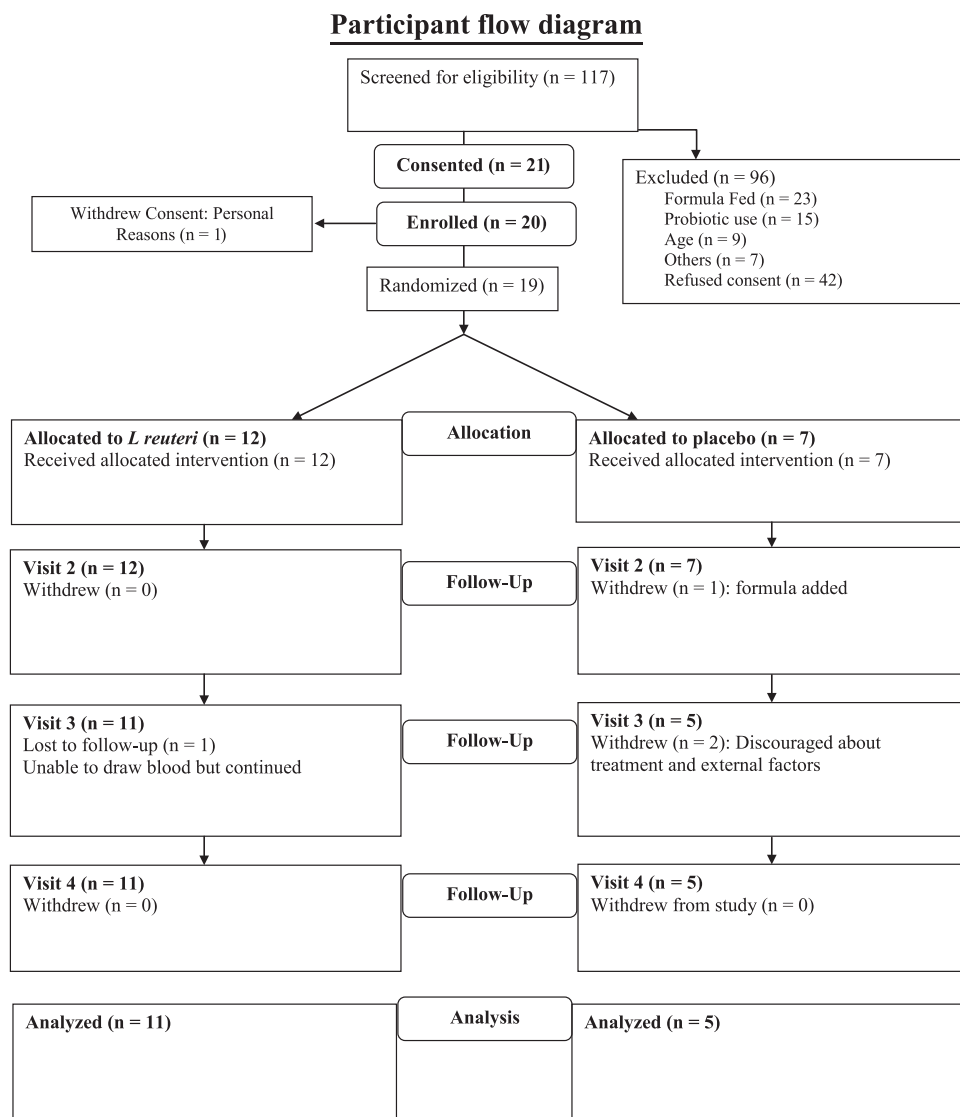 Participant flow diagram
Screened for eligibility (n = 117)
Consented (n = 21)
Excluded (n = 96)
Formula Fed (n = 23)
Probiotic use (n = 15)
Age (n = 9)
Others (n = 7)
Refused consent (n = 42)
Withdrew Consent: Personal
Reasons (n = 1)
Enrolled (n = 20)
Randomized (n = 19)
Allocated to L reuteri (n = 12)
Received allocated intervention (n = 12)
Allocation
Allocated to placebo (n = 7)
Received allocated intervention (n = 7)
Visit 2 (n = 12)
Withdrew (n = 0)
Follow-Up
Visit 2 (n = 7)
Withdrew (n = 1): formula added
Visit 3 (n = 11)
Lost to follow-up (n = 1)
Unable to draw blood but continued
Follow-Up
Visit 3 (n = 5)
Withdrew (n = 2): Discouraged about
treatment and external factors
Visit 4 (n = 11)
Withdrew (n = 0)
Follow-Up
Visit 4 (n = 5)
Withdrew from study (n = 0)
Analyzed (n = 11)
Analysis
Analyzed (n = 5)